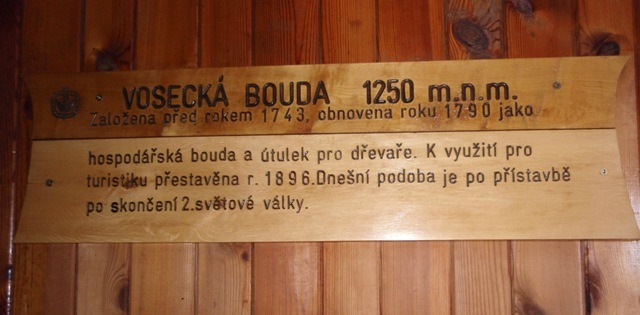 VOSECKÁ BOUDA 1250 m.n.m.
Založena před rokem 1743, obnovena roku 1790 jako
hospodářská bouda a útulek pro dřevaře. K využití pro
turistiku přestavěna r. 1896.Dnešní podoba je po přístavbě
po skončení 2.světové války.